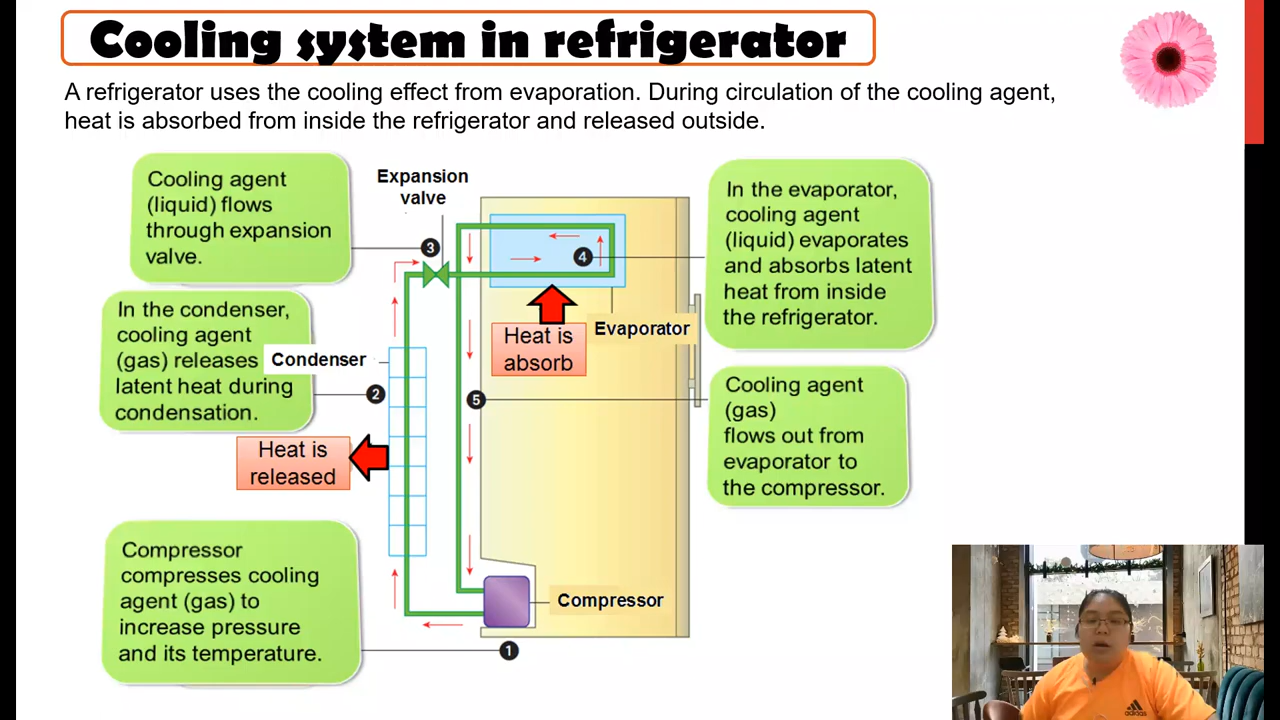 Cooling system in refrigerator
A refrigerator uses the cooling effect from evaporation. During circulation of the cooling agent,
heat is absorbed from inside the refrigerator and released outside.
Cooling agent
(liquid) flows
through expansion
valve.
Expansion
valve
3
In the evaporator,
cooling agent
(liquid) evaporates
and absorbs latent
heat from inside
the refrigerator.
4
In the condenser,
cooling agent
(gas) releases
latent heat during
condensation.
Condenser
2
Heat is
absorb
Evaporator
Heat is
released
5
Cooling agent
(gas)
flows out from
evaporator to
the compressor.
Compressor
compresses cooling
agent (gas) to
increase pressure
and its temperature.
Compressor
1
adidas